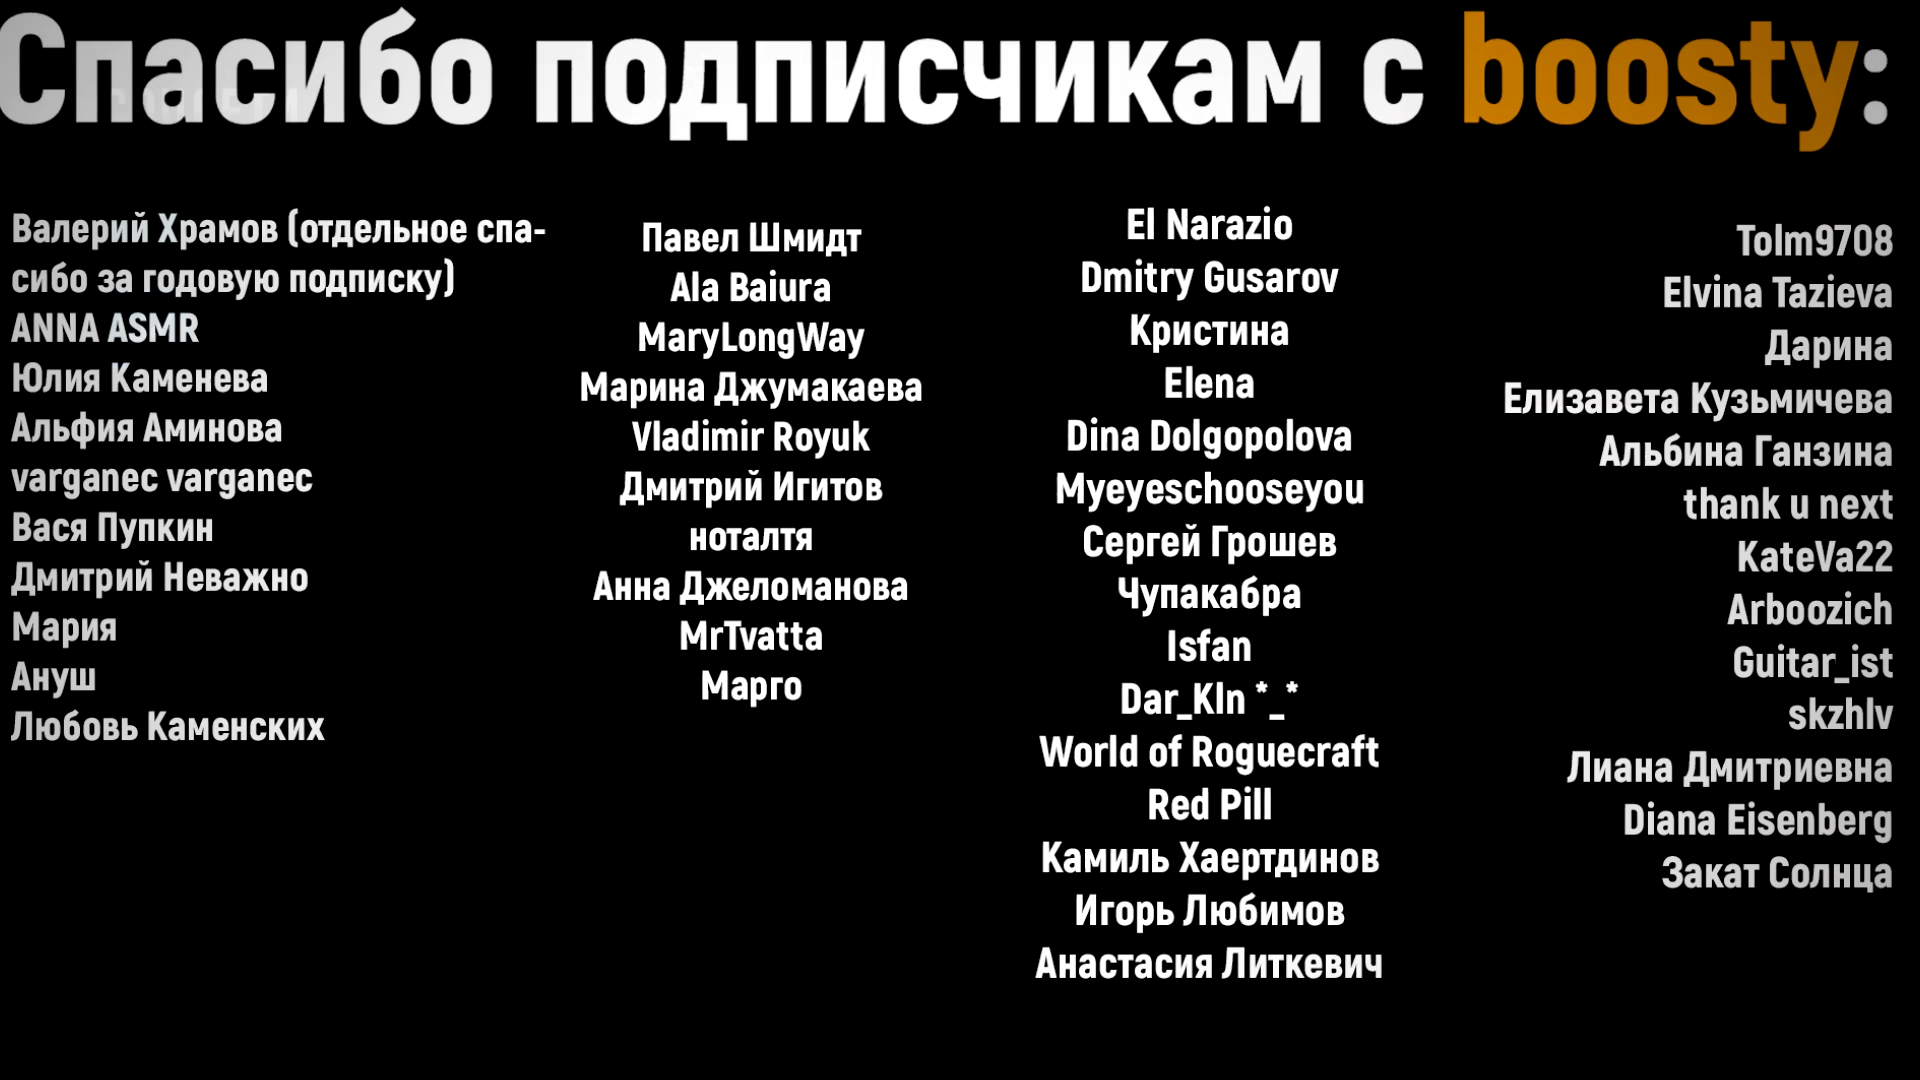 Спасибо подписчикам с boosty:
Валерий Храмов (отдельное спа-
сибо за годовую подписку)
ANNA ASMR
Юлия Каменева
Альфия Аминова
varganec varganec
Вася Пупкин
Дмитрий Неважно
Мария
Ануш
Любовь Каменских
Павел Шмидт
Ala Baiura
MaryLongWay
Марина Джумакаева
Vladimir Royuk
Дмитрий Игитов
ноталтя
Анна Джеломанова
MrTvatta
Марго
El Narazio
Dmitry Gusarov
Кристина
Elena
Dina Dolgopolova
Myeyeschooseyou
Сергей Грошев
Чупакабра
Isfan
Dar_Kln *_*
World of Roguecraft
Red Pill
Камиль Хаертдинов
Игорь Любимов
Анастасия Литкевич
Tolm9708
Elvina Tazieva
Дарина
Елизавета Кузьмичева
Альбина Ганзина
thank u next
KateVa22
Arboozich
Guitar_ist
skzhlv
Лиана Дмитриевна
Diana Eisenberg
Закат Солнца